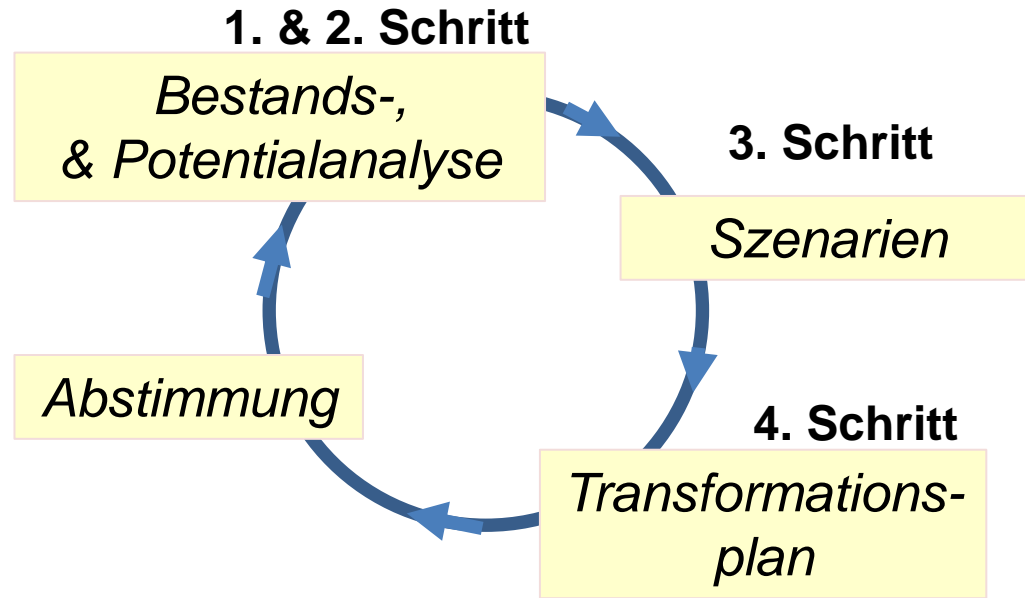 1. & 2. Schritt
Bestands-,
& Potentialanalyse
3. Schritt
Szenarien
4. Schritt
Transformations-
plan
Abstimmung